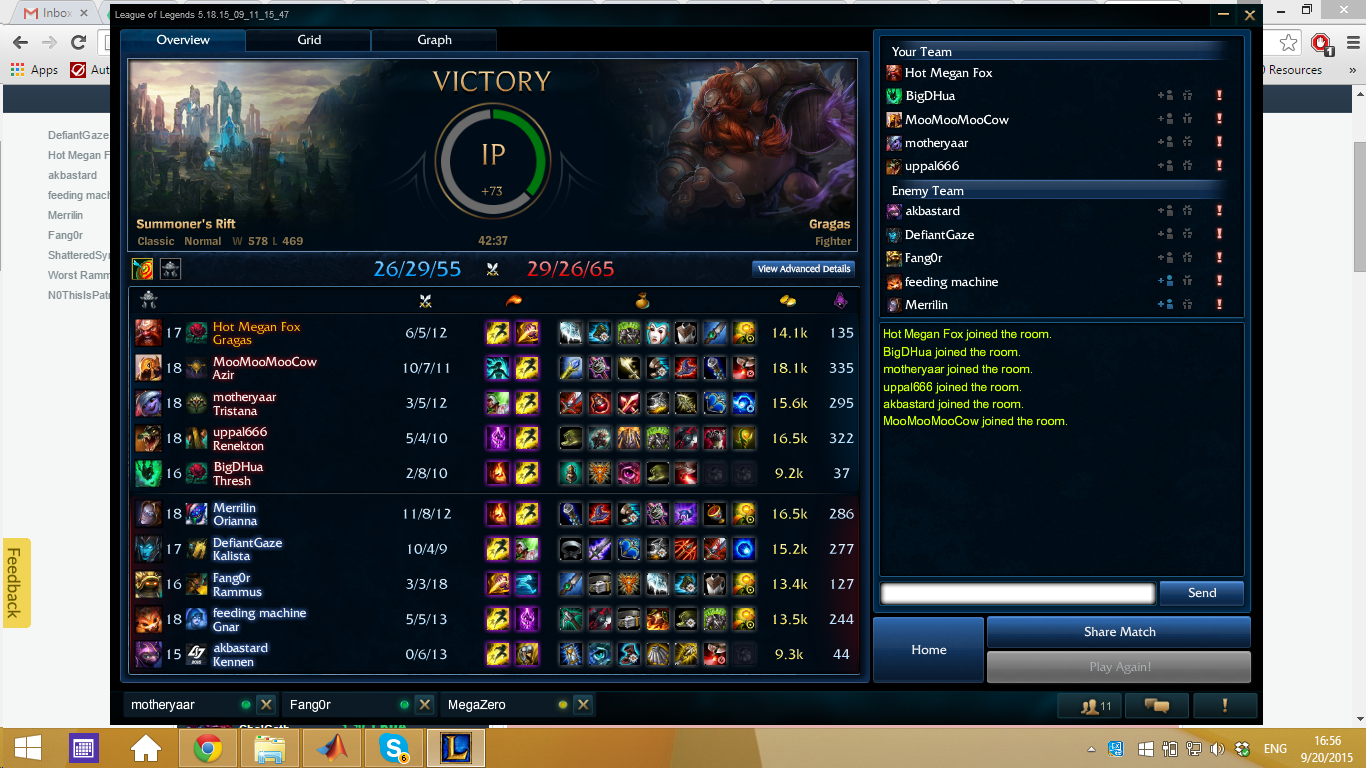 Inbox
League of Legends 5.18.15_09_11_15_47
Apps
Aut
Resources
1
Feedback
DefiantGaze
Hot Megan F
akbastard
feeding mach
Merrilin
Fang0r
ShatteredSyn
Worst Ramm
N0ThisIsPatr
Overview Grid Graph
VICTORY
IP
+73
Summoner's Rift
Classic Normal W 578 L 469
42:37
Gragas
Fighter
26/29/55 29/26/65
View Advanced Details
17 Hot Megan Fox 6/5/12 14.1k 135
Gragas
18 MooMooMooCow 10/7/11 18.1k 335
Azir
18 motheryaar 3/5/12 15.6k 295
Tristana
18 uppal666 5/4/10 16.5k 322
Renekton
16 BigDHua 2/8/10 9.2k 37
Thresh
18 Merrilin 11/8/12 16.5k 286
Orianna
17 DefiantGaze 10/4/9 15.2k 277
Kalista
16 Fang0r 3/3/18 13.4k 127
Rammus
18 feeding machine 5/5/13 13.5k 244
Gnar
15 akbastard 0/6/13 9.3k 44
Kennen
Your Team
Hot Megan Fox
BigDHua
MooMooMooCow
motheryaar
uppal666
Enemy Team
akbastard
DefiantGaze
Fang0r
feeding machine
Merrilin
Hot Megan Fox joined the room.
BigDHua joined the room.
motheryaar joined the room.
uppal666 joined the room.
akbastard joined the room.
MooMooMooCow joined the room.
Send
Home
Share Match
Play Again!
motheryaar Fang0r MegaZero
11
6
ENG
16:56
9/20/2015